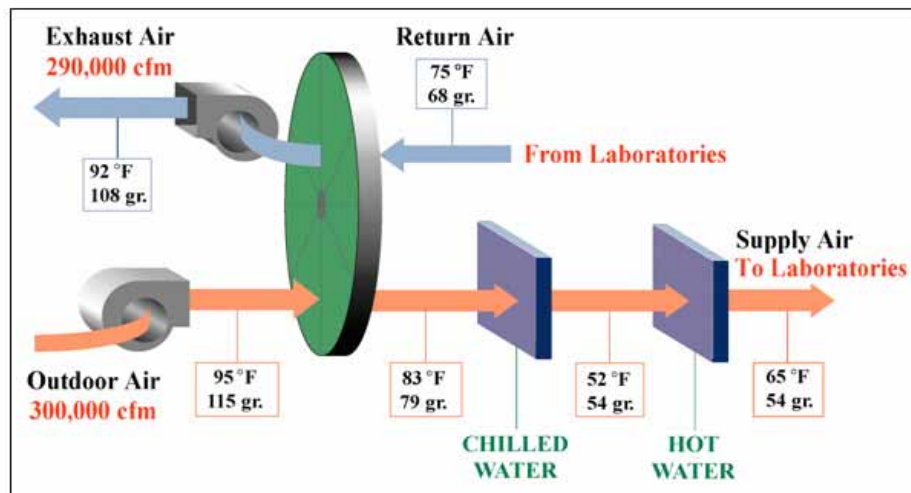 Exhaust Air
290,000 cfm
Return Air
75 °F
68 gr.
From Laboratories
92 °F
108 gr.
Supply Air
To Laboratories
Outdoor Air
300,000 cfm
95 °F
115 gr.
83 °F
79 gr.
52 °F
54 gr.
65 °F
54 gr.
CHILLED
WATER
HOT
WATER